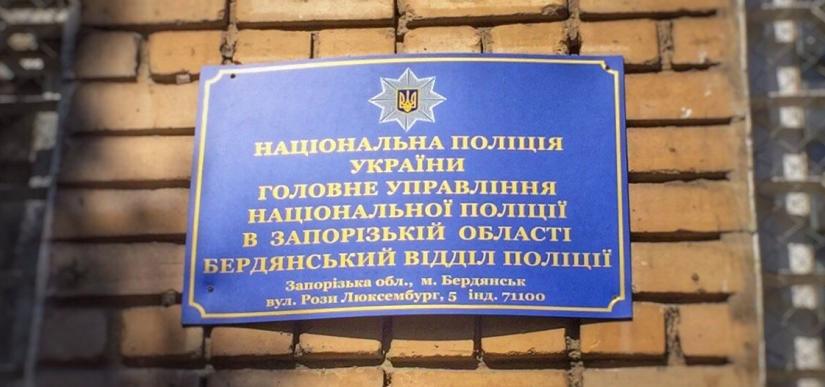 НАЦІОНАЛЬНА ПОЛІЦІЯ
УКРАЇНИ
ГОЛОВНЕ УПРАВЛІННЯ
НАЦІОНАЛЬНОЇ ПОЛІЦІЇ
В ЗАПОРІЗЬКІЙ ОБЛАСТІ
БЕРДЯНСЬКИЙ ВІДДІЛ ПОЛІЦІЇ
Запорізька обл., м. Бердянськ
вул. Рози Люксембург, 5 інд. 71100